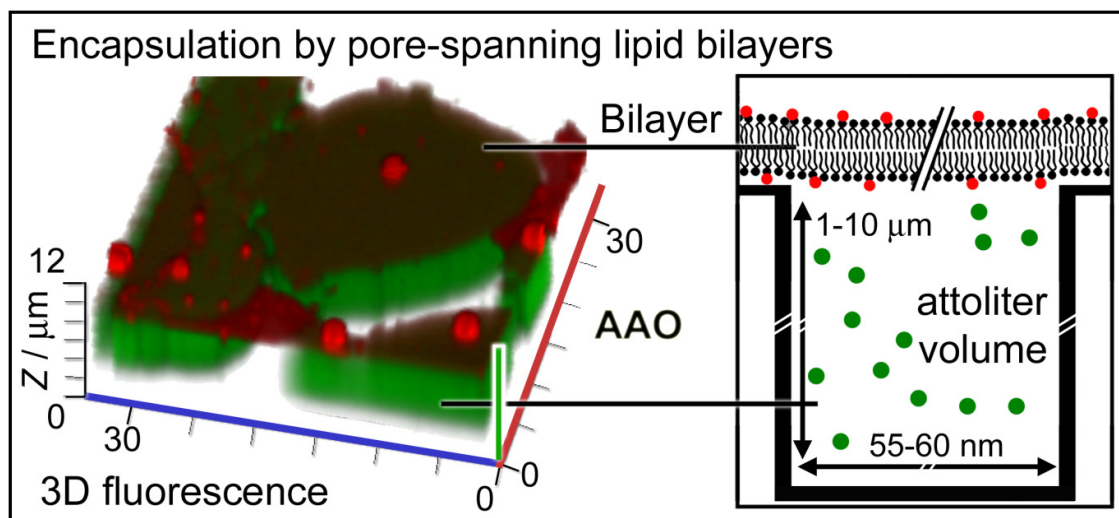 Encapsulation by pore-spanning lipid bilayers
Bilayer
12
Z / μm
0
30
3D fluorescence
0
0
30
AAO
1-10 μm
attoliter
volume
55-60 nm